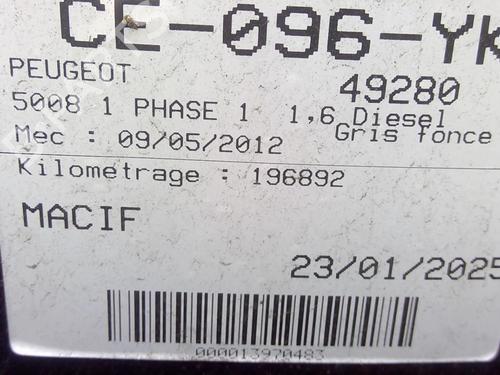 CE-096-YK
PEUGEOT 49280
5008 1 PHASE 1 1,6 Diesel
Mec : 09/05/2012 Gris fonce
Kilometrage : 196892
MACIF
23/01/2025
000013970483